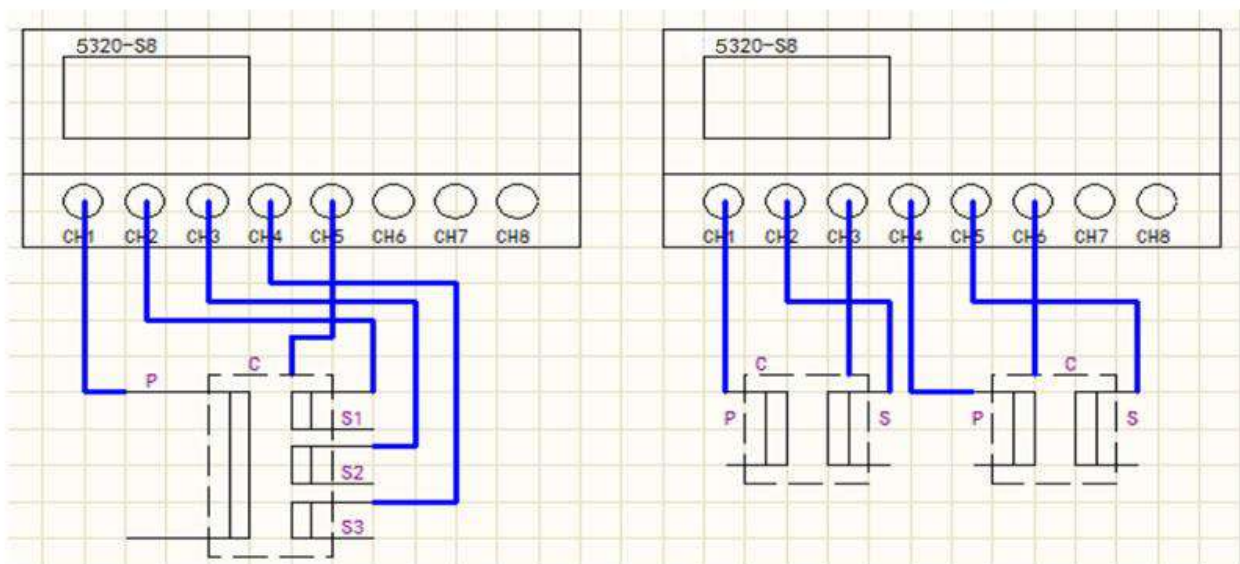 5320-S8
CH1 CH2 CH3 CH4 CH5 CH6 CH7 CH8
C
P
S1
S2
S3
5320-S8
CH1 CH2 CH3 CH4 CH5 CH6 CH7 CH8
C C
P S P S